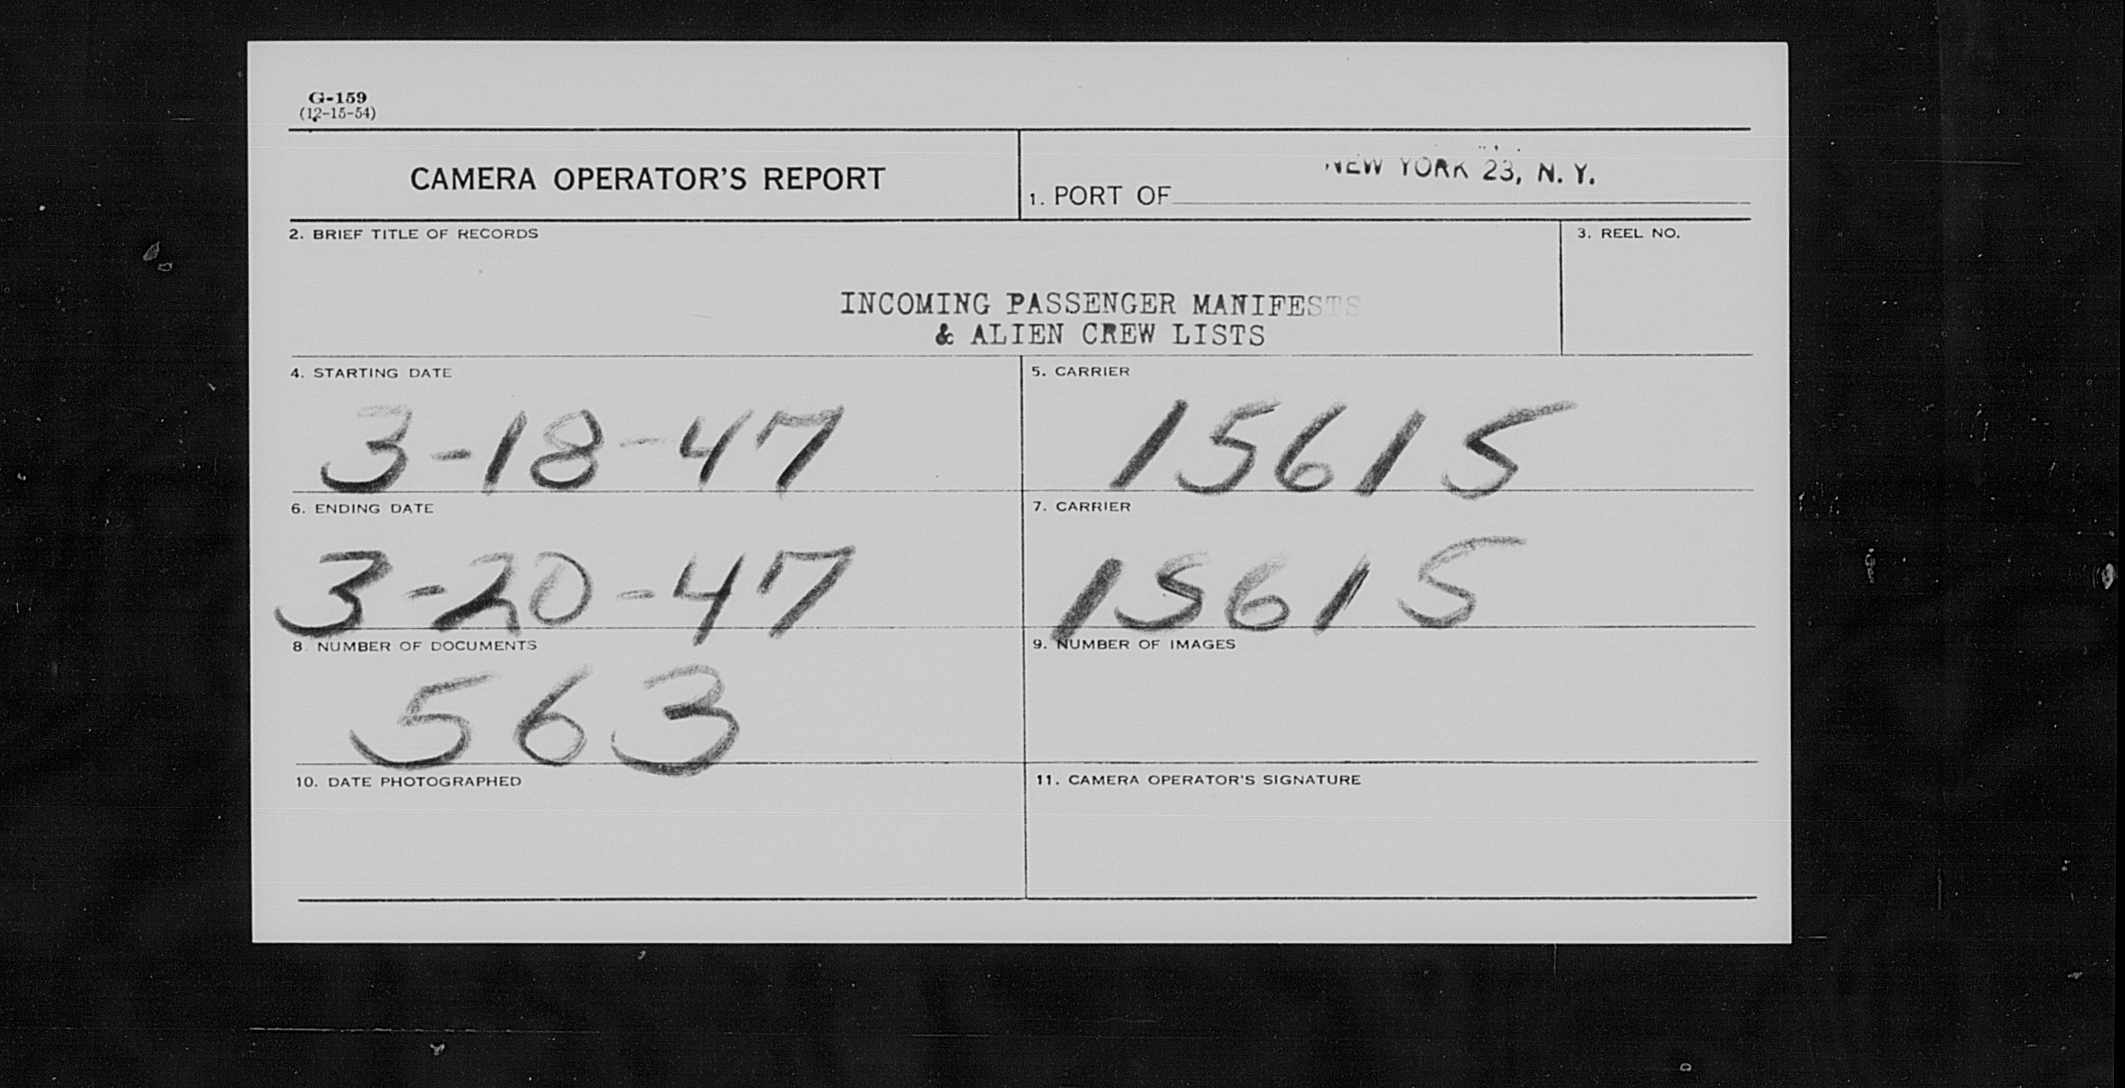 G-159
(12-15-54)
CAMERA OPERATOR'S REPORT
1. PORT OF NEW YORK 23, N. Y.
2. BRIEF TITLE OF RECORDS
3. REEL NO.
INCOMING PASSENGER MANIFESTS
& ALIEN CREW LISTS
4. STARTING DATE
5. CARRIER
3-18-47
15615
6. ENDING DATE
7. CARRIER
3-20-47
15615
8. NUMBER OF DOCUMENTS
9. NUMBER OF IMAGES
563
10. DATE PHOTOGRAPHED
11. CAMERA OPERATOR'S SIGNATURE